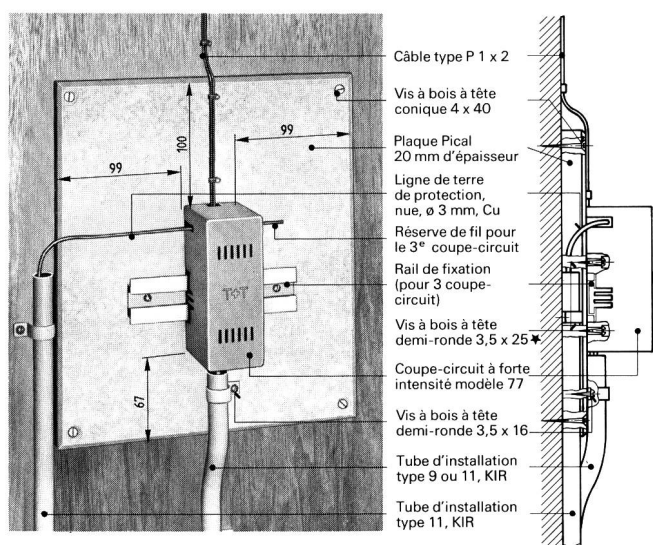 Câble type P 1 x 2
Vis à bois à tête
conique 4 x 40
Plaque Pical
20 mm d'épaisseur
Ligne de terre
de protection,
nue, ø 3 mm, Cu
Réserve de fil pour
le 3e coupe-circuit
Rail de fixation
(pour 3 coupe-
circuit)
Vis à bois à tête
demi-ronde 3,5 x 25★
Coupe-circuit à forte
intensité modèle 77
Vis à bois à tête
demi-ronde 3,5 x 16
Tube d'installation
type 9 ou 11, KIR
Tube d'installation
type 11, KIR
100
99
99
T+T
67